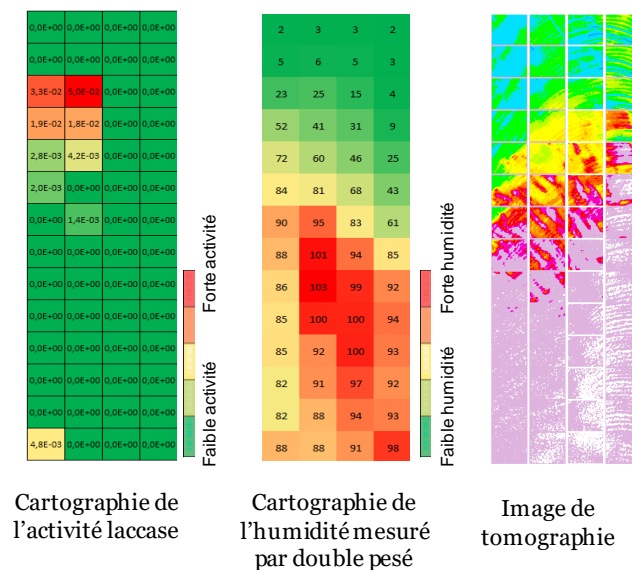 0,0E+00 0,0E+00 0,0E+00 0,0E+00
0,0E+00 0,0E+00 0,0E+00 0,0E+00
3,3E-02 5,0E-02 0,0E+00 0,0E+00
1,9E-02 1,8E-02 0,0E+00 0,0E+00
2,8E-03 4,2E-03 0,0E+00 0,0E+00
2,0E-03 0,0E+00 0,0E+00 0,0E+00
0,0E+00 1,4E-03 0,0E+00 0,0E+00
0,0E+00 0,0E+00 0,0E+00 0,0E+00
0,0E+00 0,0E+00 0,0E+00 0,0E+00
0,0E+00 0,0E+00 0,0E+00 0,0E+00
0,0E+00 0,0E+00 0,0E+00 0,0E+00
0,0E+00 0,0E+00 0,0E+00 0,0E+00
0,0E+00 0,0E+00 0,0E+00 0,0E+00
4,8E-03 0,0E+00 0,0E+00 0,0E+00
Faible activité Forte activité
Cartographie de
l'activité laccase
2 3 3 2
5 6 5 3
23 25 15 4
52 41 31 9
72 60 46 25
84 81 68 43
90 95 83 61
88 101 94 85
86 103 99 92
85 100 100 94
85 92 100 93
82 91 97 92
82 88 94 93
88 88 91 98
Faible humidité Forte humidité
Cartographie de
l'humidité mesuré
par double pesé
Image de
tomographie